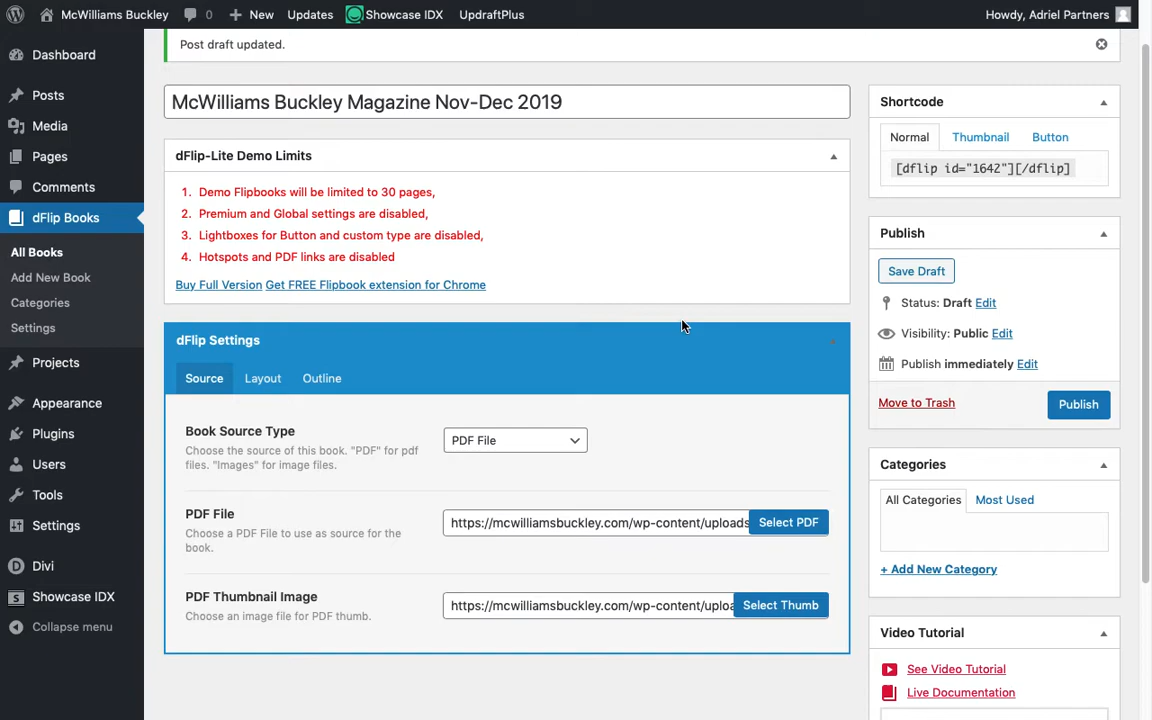 McWilliams Buckley 0 New Updates Showcase IDX UpdraftPlus Howdy, Adriel Partners
Dashboard
Posts
Media
Pages
Comments
dFlip Books
All Books
Add New Book
Categories
Settings
Projects
Appearance
Plugins
Users
Tools
Settings
Divi
Showcase IDX
Collapse menu
Post draft updated.
McWilliams Buckley Magazine Nov-Dec 2019
dFlip-Lite Demo Limits
1. Demo Flipbooks will be limited to 30 pages,
2. Premium and Global settings are disabled,
3. Lightboxes for Button and custom type are disabled,
4. Hotspots and PDF links are disabled
Buy Full Version Get FREE Flipbook extension for Chrome
dFlip Settings
Source Layout Outline
Book Source Type
Choose the source of this book. "PDF" for pdf
files. "Images" for image files.
PDF File
PDF File
Choose a PDF File to use as source for the
book.
https://mcwilliamsbuckley.com/wp-content/uploads Select PDF
PDF Thumbnail Image
Choose an image file for PDF thumb.
https://mcwilliamsbuckley.com/wp-content/uploa Select Thumb
Shortcode
Normal Thumbnail Button
[dflip id="1642"][/dflip]
Publish
Save Draft
Status: Draft Edit
Visibility: Public Edit
Publish immediately Edit
Move to Trash Publish
Categories
All Categories Most Used
+ Add New Category
Video Tutorial
See Video Tutorial
Live Documentation